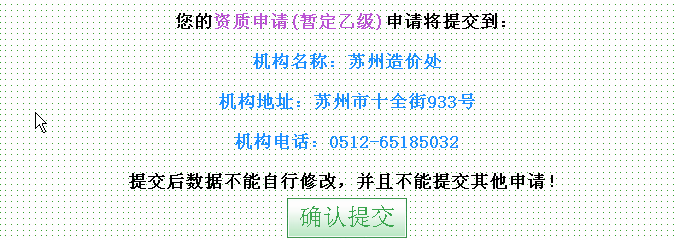 您的资质申请(暂定乙级)申请将提交到：
机构名称：苏州造价处
机构地址：苏州市十全街933号
机构电话：0512-65185032
提交后数据不能自行修改，并且不能提交其他申请！
确认提交